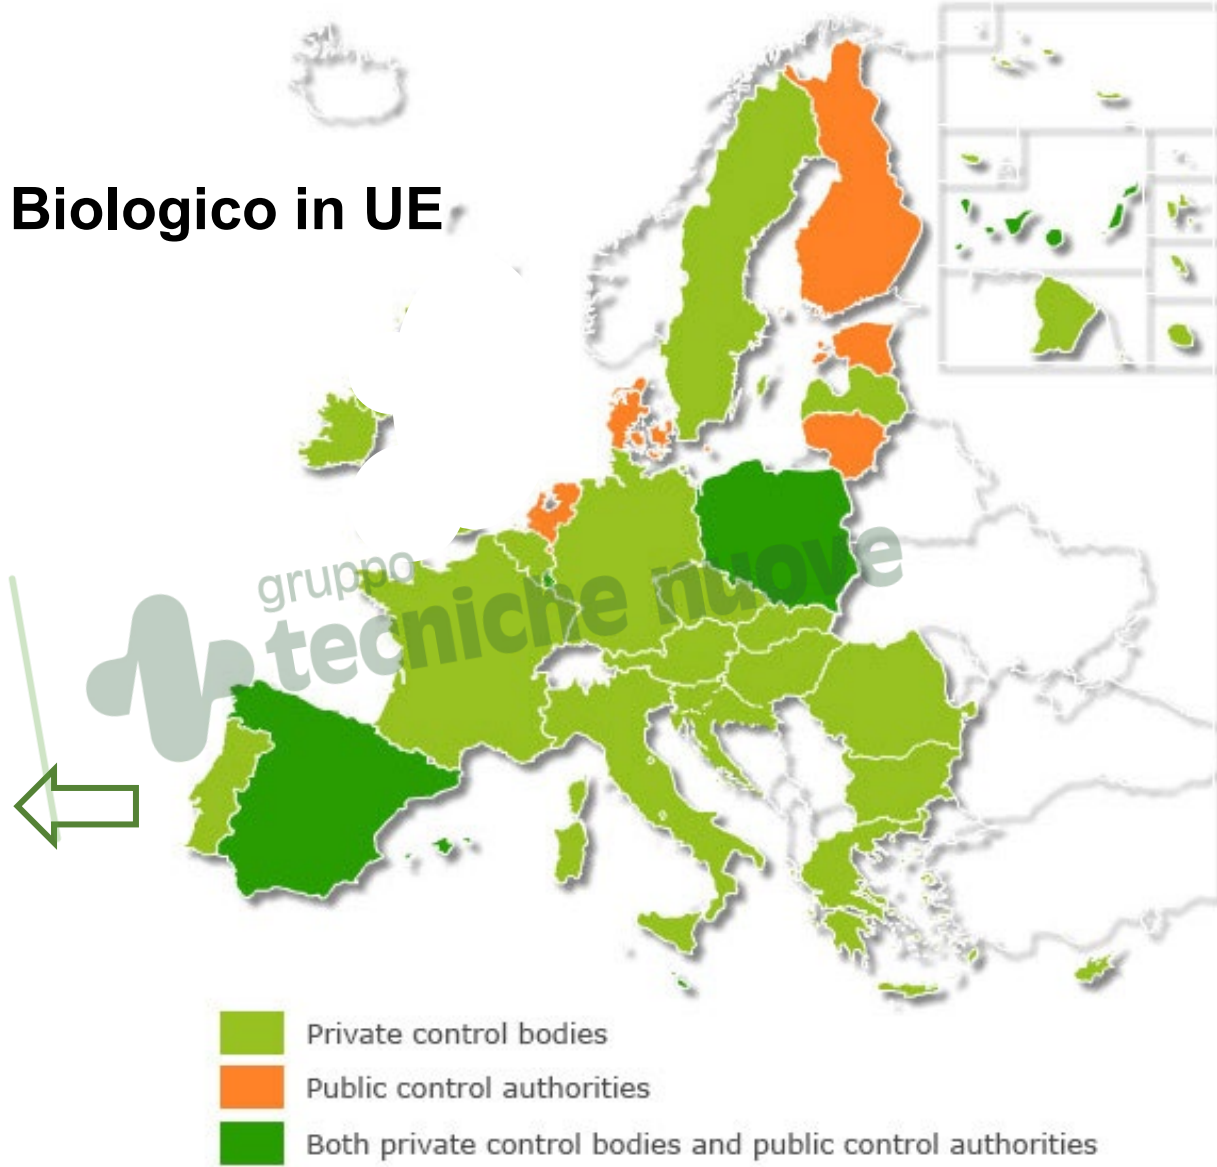 Biologico in UE
gruppo
tecniche nuove
Private control bodies
Public control authorities
Both private control bodies and public control authorities